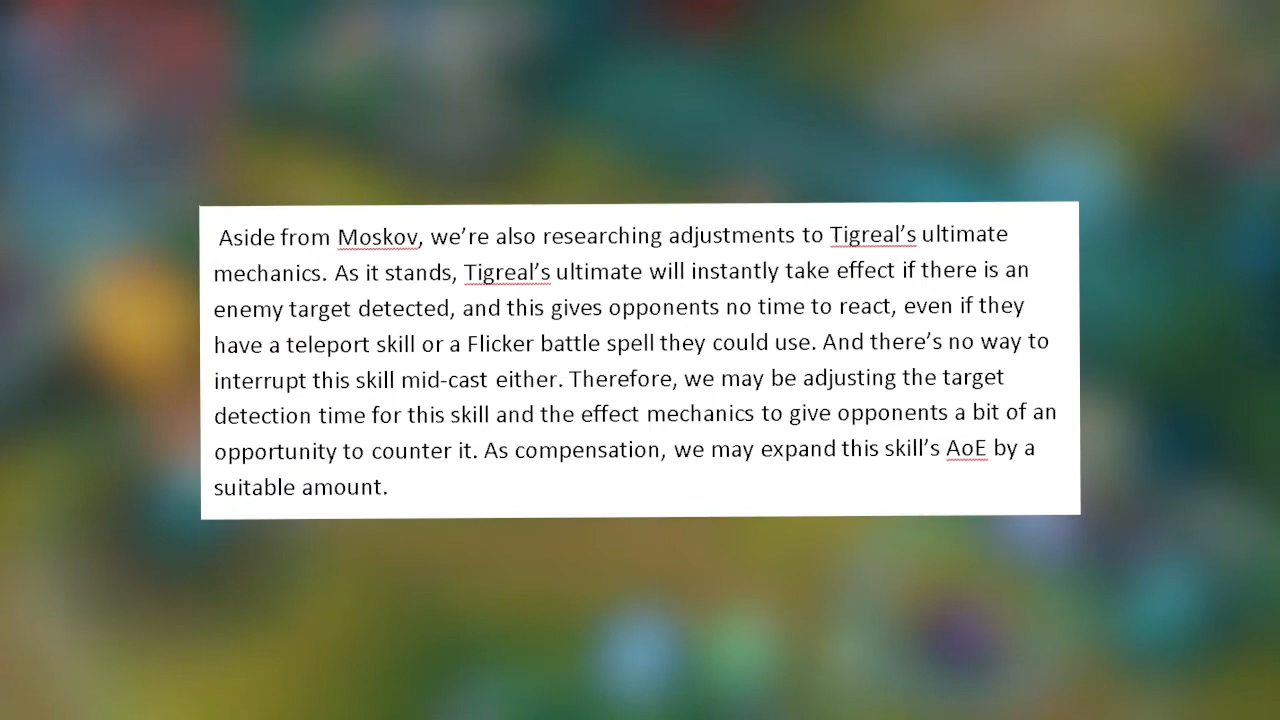 Aside from Moskov, we’re also researching adjustments to Tigreal’s ultimate
mechanics. As it stands, Tigreal’s ultimate will instantly take effect if there is an
enemy target detected, and this gives opponents no time to react, even if they
have a teleport skill or a Flicker battle spell they could use. And there’s no way to
interrupt this skill mid-cast either. Therefore, we may be adjusting the target
detection time for this skill and the effect mechanics to give opponents a bit of an
opportunity to counter it. As compensation, we may expand this skill’s AoE by a
suitable amount.